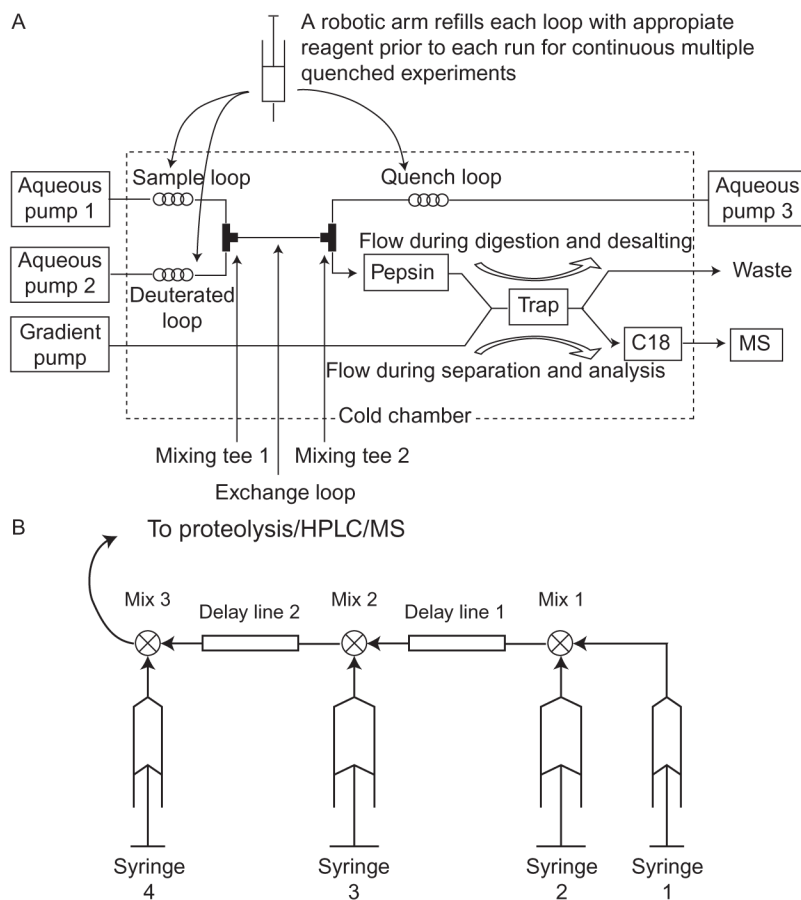 A
A robotic arm refills each loop with appropiate
reagent prior to each run for continuous multiple
quenched experiments
Aqueous
pump 1
Sample loop
Quench loop
Aqueous
pump 3
Aqueous
pump 2
Deuterated
loop
Flow during digestion and desalting
Pepsin
Waste
Trap
Gradient
pump
C18
MS
Flow during separation and analysis
Cold chamber
Mixing tee 1
Mixing tee 2
Exchange loop
B
To proteolysis/HPLC/MS
Mix 3
Delay line 2
Mix 2
Delay line 1
Mix 1
Syringe
4
Syringe
3
Syringe
2
Syringe
1